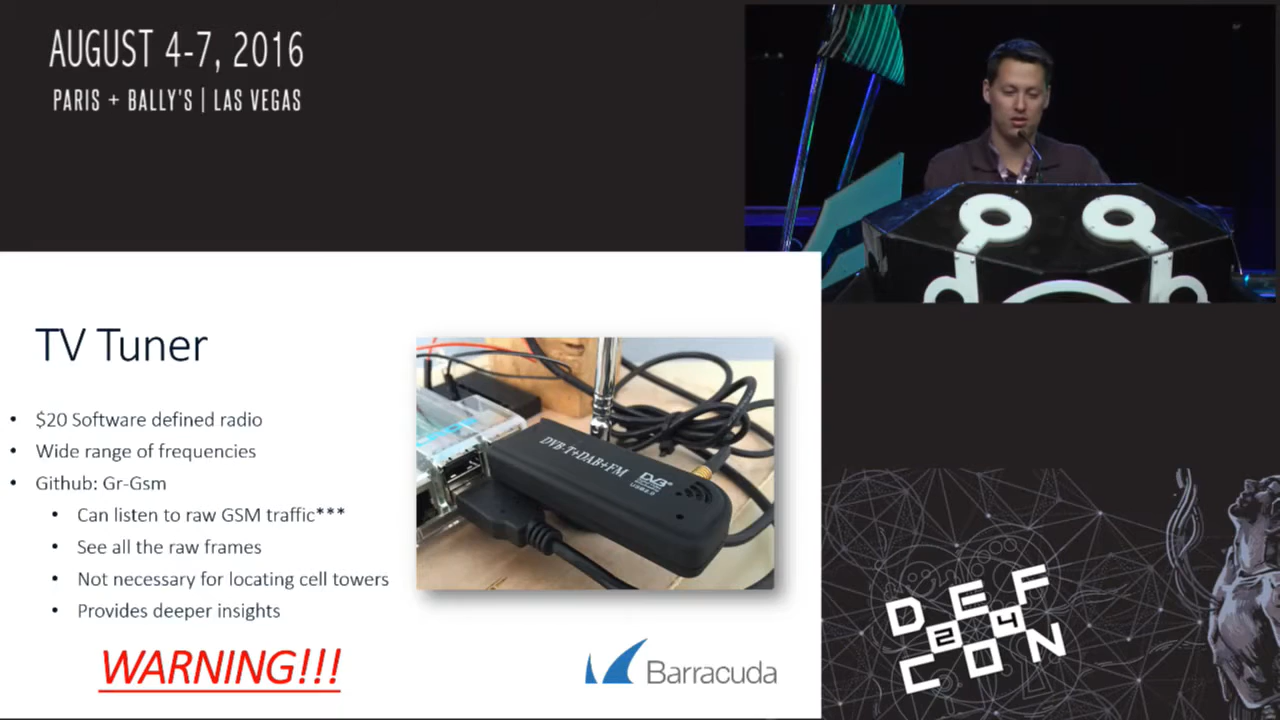 AUGUST 4-7, 2016
PARIS + BALLY'S | LAS VEGAS
TV Tuner
• $20 Software defined radio
• Wide range of frequencies
• Github: Gr-Gsm
• Can listen to raw GSM traffic***
• See all the raw frames
• Not necessary for locating cell towers
• Provides deeper insights
WARNING!!!
DVB-T+DAB+FM
DVB
USB2.0
Barracuda
DEF
24
CON